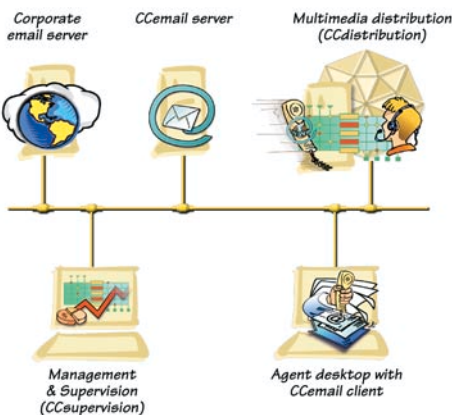 Corporate
email server
CCemail server
Multimedia distribution
(CCdistribution)
Management
& Supervision
(CCsupervision)
Agent desktop with
CCemail client